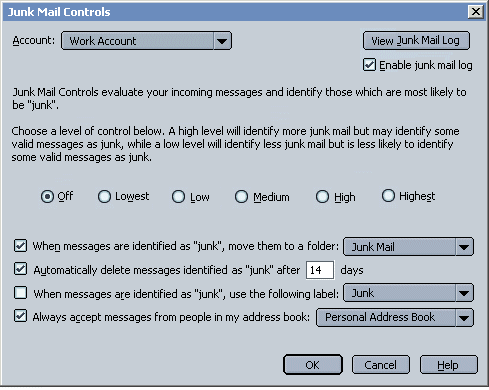 Junk Mail Controls
Account: Work Account
View Junk Mail Log
Enable junk mail log
Junk Mail Controls evaluate your incoming messages and identify those which are most likely to
be "junk".
Choose a level of control below. A high level will identify more junk mail but may identify some
valid messages as junk, while a low level will identify less junk mail but is less likely to identify
some valid messages as junk.
Off Lowest Low Medium High Highest
When messages are identified as "junk", move them to a folder: Junk Mail
Automatically delete messages identified as "junk" after 14 days
When messages are identified as "junk", use the following label: Junk
Always accept messages from people in my address book: Personal Address Book
OK Cancel Help